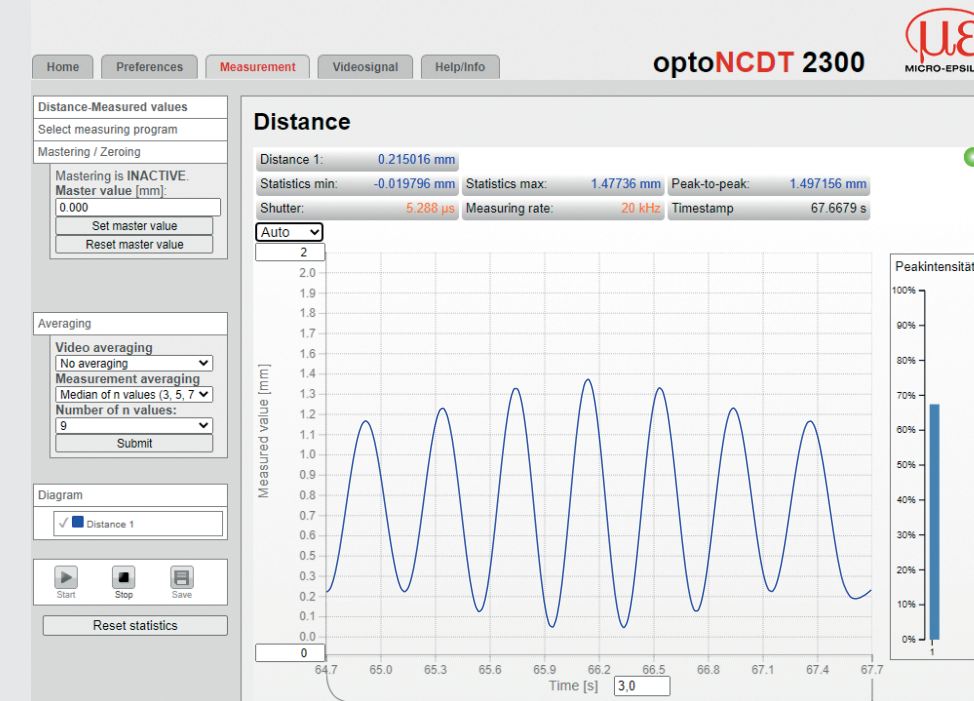 Home Preferences Measurement Videosignal Help/Info
optoNCDT 2300
με
MICRO-EPSIL
Distance-Measured values
Select measuring program
Mastering / Zeroing
Mastering is INACTIVE.
Master value [mm]:
0.000
Set master value
Reset master value
Averaging
Video averaging
No averaging
Measurement averaging
Median of n values (3, 5, 7
Number of n values:
9
Submit
Diagram
✓ Distance 1
Start Stop Save
Reset statistics
Distance
Distance 1: 0.215016 mm
Statistics min: -0.019796 mm Statistics max: 1.47736 mm Peak-to-peak: 1.497156 mm
Shutter: 5.288 µs Measuring rate: 20 kHz Timestamp 67.6679 s
Auto
2
2.0
1.9
1.8
1.7
1.6
1.4
1.3
1.2
1.1
1.0
0.9
0.8
0.7
0.6
0.5
0.3
0.2
0.1
0.0
0
Measured value [mm]
64.7 65.0 65.3 65.6 65.9 66.2 66.5 66.8 67.1 67.4 67.7
Time [s] 3,0
Peakintensität
100%
90%
80%
70%
60%
50%
40%
30%
20%
10%
0%
1